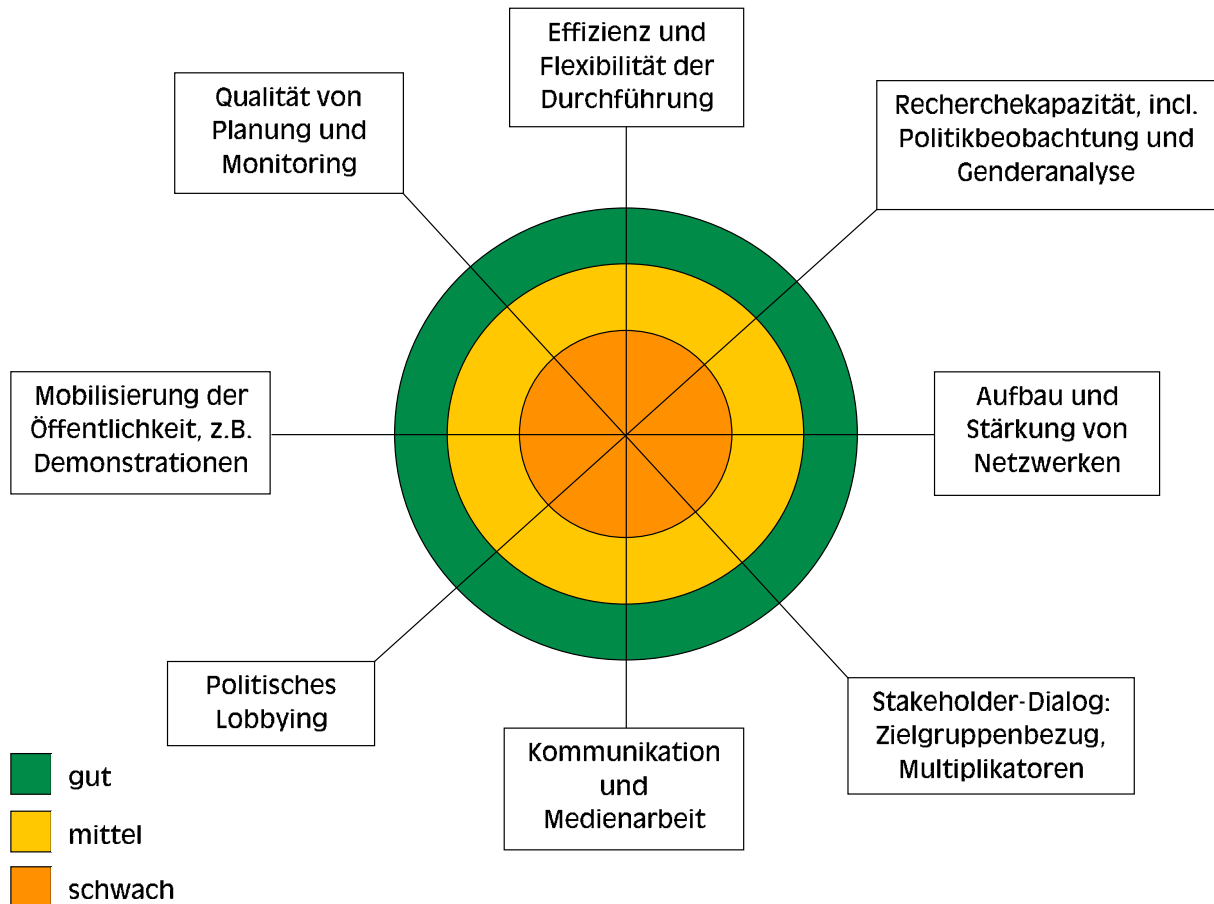 Effizienz und
Flexibilität der
Durchführung
Qualität von
Planung und
Monitoring
Recherchekapazität, incl.
Politikbeobachtung und
Genderanalyse
Mobilisierung der
Öffentlichkeit, z.B.
Demonstrationen
Aufbau und
Stärkung von
Netzwerken
Politisches
Lobbying
Stakeholder-Dialog:
Zielgruppenbezug,
Multiplikatoren
Kommunikation
und
Medienarbeit
gut
mittel
schwach